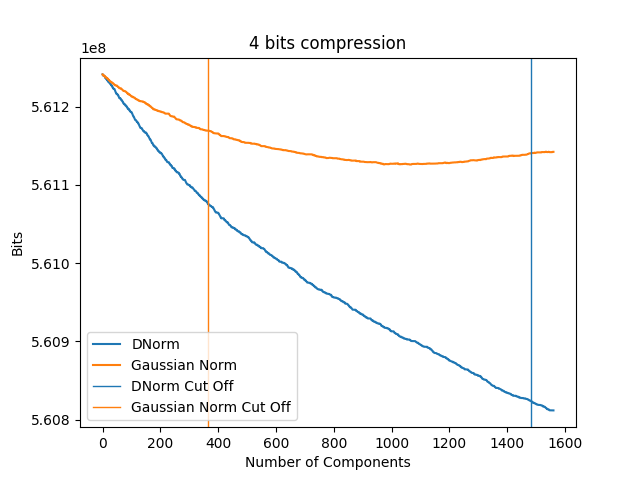 4 bits compression
1e8
5.612
5.611
5.610
5.609
5.608
Bits
DNorm
Gaussian Norm
DNorm Cut Off
Gaussian Norm Cut Off
0 200 400 600 800 1000 1200 1400 1600
Number of Components